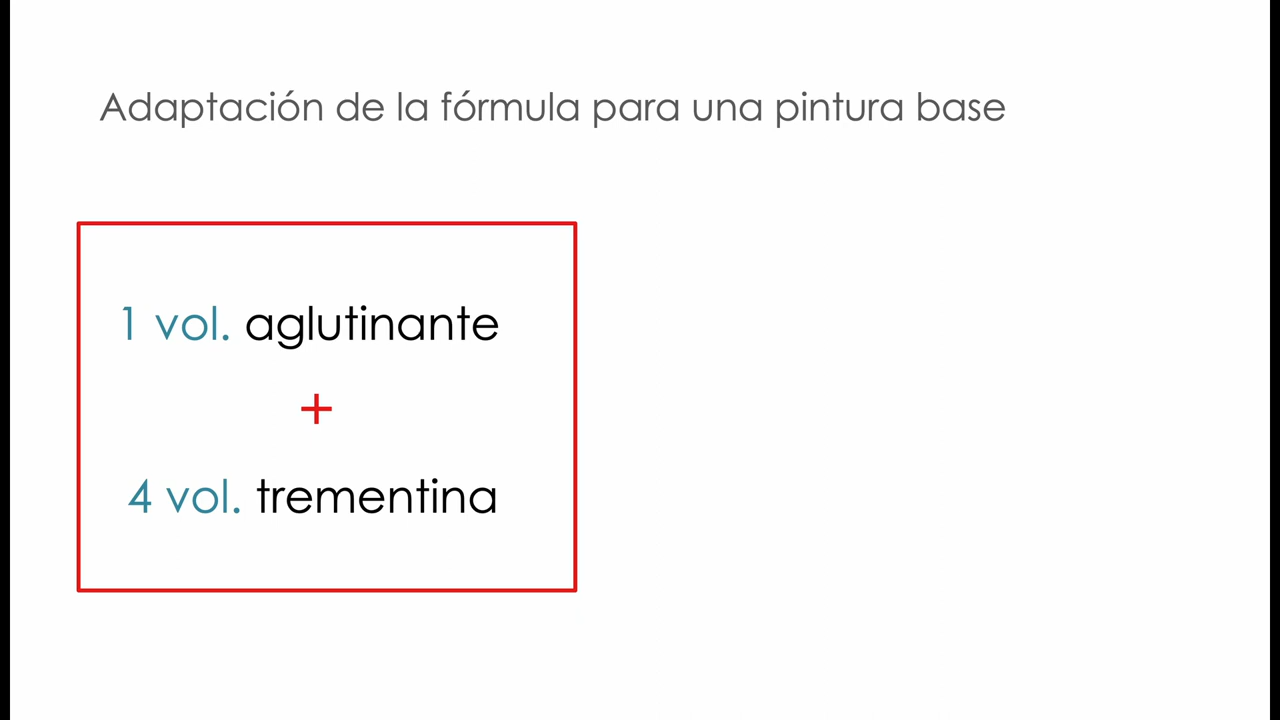 Adaptación de la fórmula para una pintura base
1 vol. aglutinante
+
4 vol. trementina